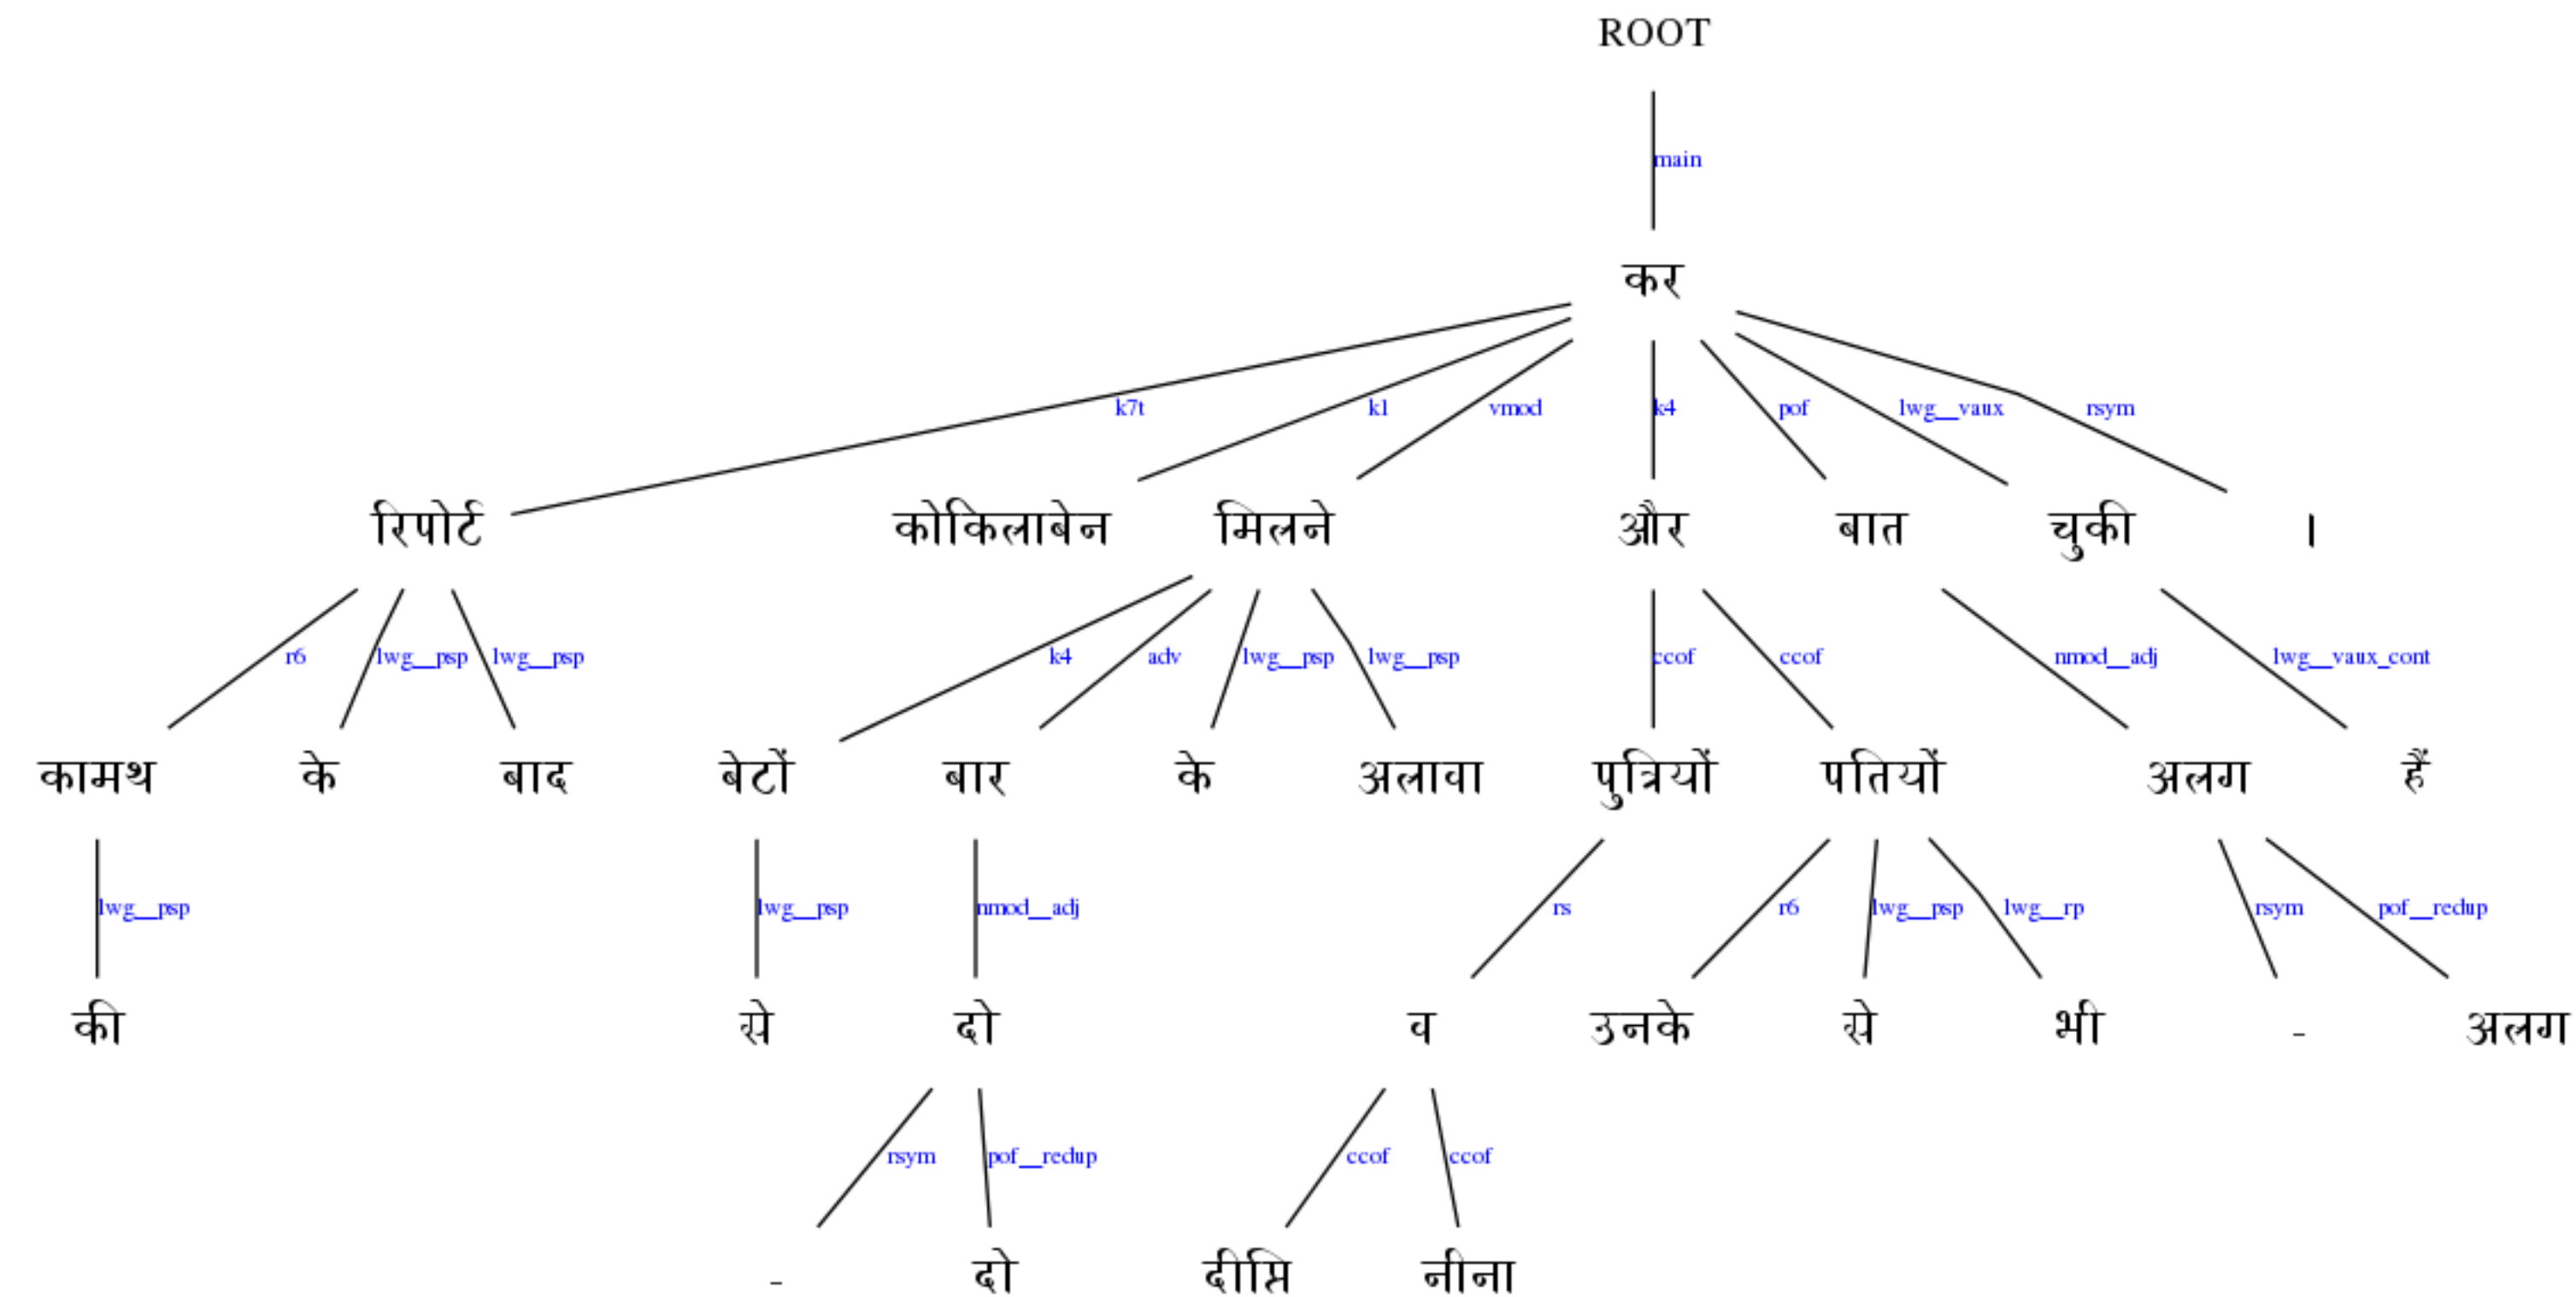 ROOT
main
कर
k7t k1 vmod k4 pof lwg__vaux rsym
रिपोर्ट कोकिलाबेन मिलने और बात चुकी ।
r6 lwg__psp lwg__psp k4 adv lwg__psp lwg__psp ccof ccof nmod__adj lwg__vaux_cont
कामथ के बाद बेटों बार के अलावा पुत्रियों पतियों अलग हैं
lwg__psp lwg__psp nmod__adj rs r6 lwg__psp lwg__rp rsym pof__redup
की से दो व उनके से भी - अलग
rsym pof__redup ccof ccof
- दो दीप्ति नीना